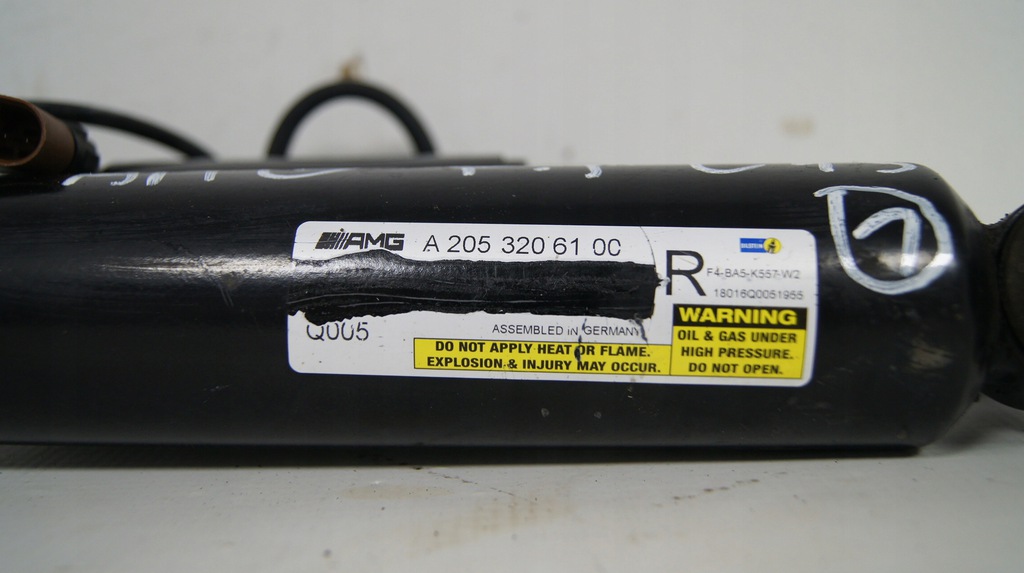 AMG A 205 320 61 00
R
BILSTEIN
F4-BA5-K557-W2
18016Q0051955
Q005
ASSEMBLED in GERMANY
DO NOT APPLY HEAT OR FLAME.
EXPLOSION & INJURY MAY OCCUR.
WARNING
OIL & GAS UNDER
HIGH PRESSURE.
DO NOT OPEN.